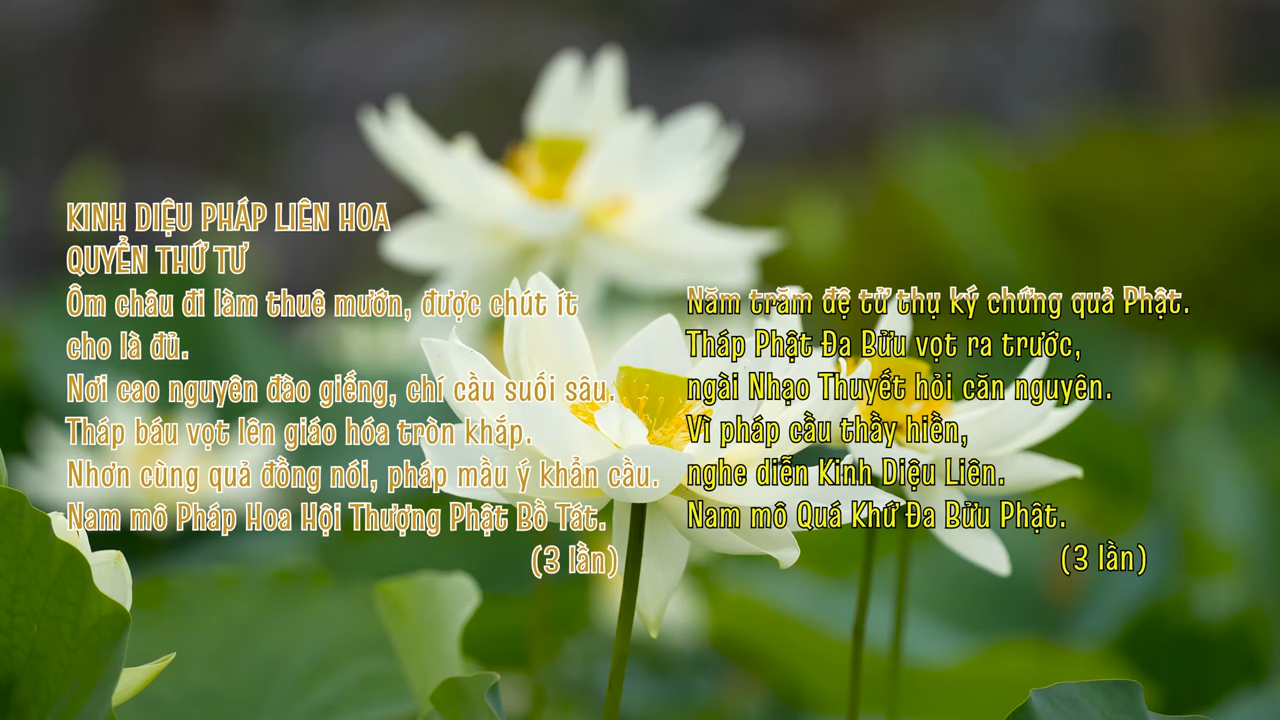 KINH DIỆU PHÁP LIÊN HOA
QUYỂN THỨ TƯ
Ôm châu đi làm thuê mướn, được chút ít
cho là đủ.
Nơi cao nguyên đào giếng, chí cầu suối sâu.
Tháp báu vọt lên giáo hóa tròn khắp.
Nhơn cùng quả đồng nói, pháp mầu ý khẩn cầu.
Nam mô Pháp Hoa Hội Thượng Phật Bồ Tát.
(3 lần)
Năm trăm đệ tử thụ ký chứng quả Phật.
Tháp Phật Đa Bửu vọt ra trước,
ngài Nhạo Thuyết hỏi căn nguyên.
Vì pháp cầu thầy hiền,
nghe diễn Kinh Diệu Liên.
Nam mô Quá Khứ Đa Bửu Phật.
(3 lần)